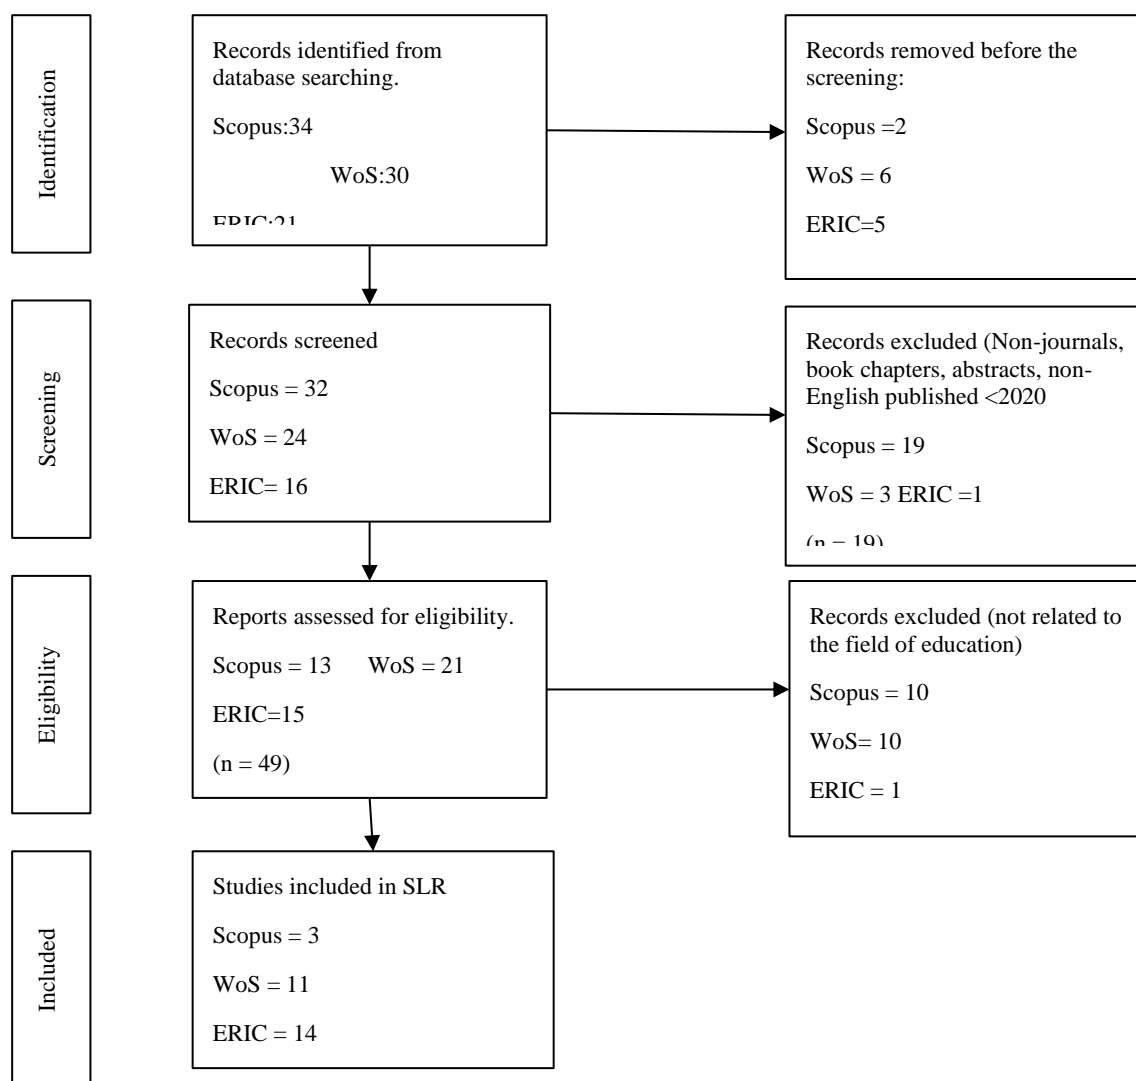 Identification
Records identified from
database searching.
Scopus:34
WoS:30
ERIC:21
Records removed before the
screening:
Scopus =2
WoS = 6
ERIC=5
Screening
Records screened
Scopus = 32
WoS = 24
ERIC= 16
Records excluded (Non-journals,
book chapters, abstracts, non-
English published <2020
Scopus = 19
WoS = 3 ERIC =1
(n = 19)
Eligibility
Reports assessed for eligibility.
Scopus = 13 WoS = 21
ERIC=15
(n = 49)
Records excluded (not related to
the field of education)
Scopus = 10
WoS= 10
ERIC = 1
Included
Studies included in SLR
Scopus = 3
WoS = 11
ERIC = 14